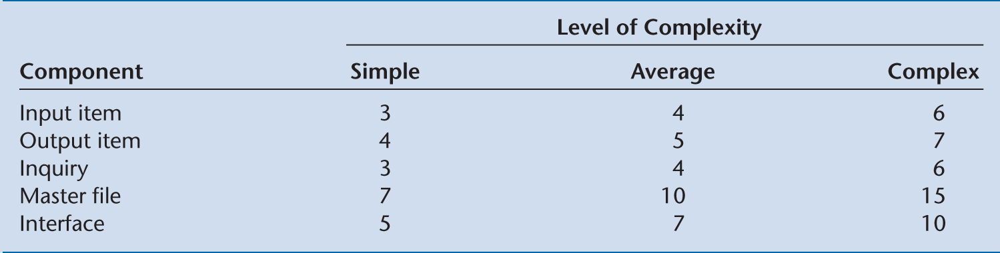 Level of Complexity
Component Simple Average Complex
Input item 3 4 6
Output item 4 5 7
Inquiry 3 4 6
Master file 7 10 15
Interface 5 7 10